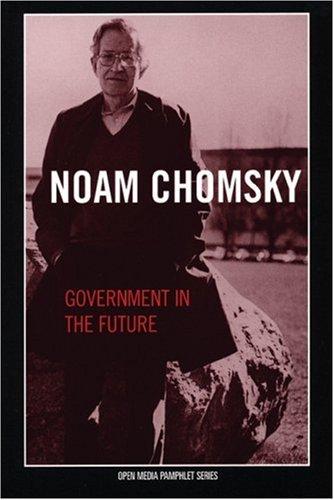 NOAM CHOMSKY
GOVERNMENT IN
THE FUTURE
OPEN MEDIA PAMPHLET SERIES